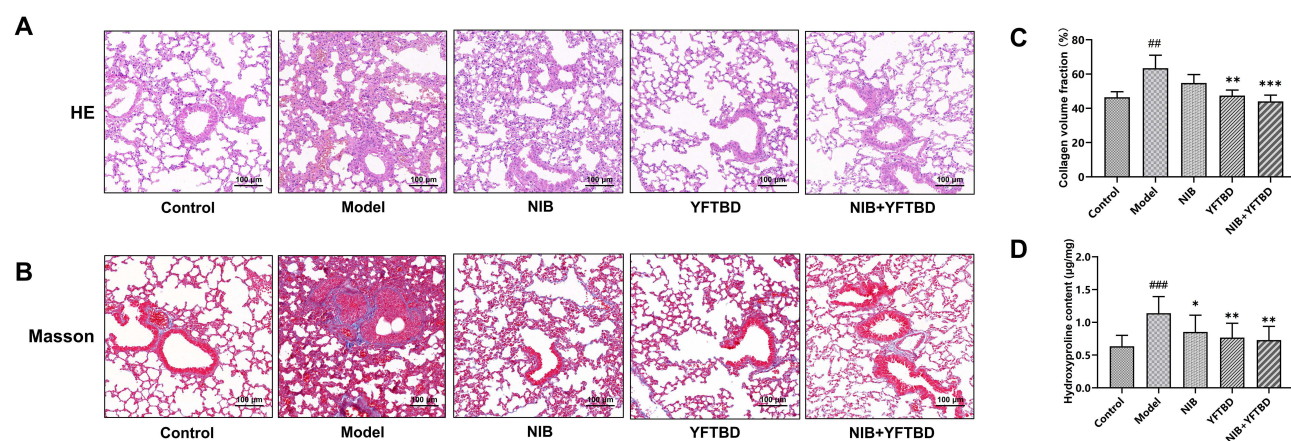 A
HE
100 μm
100 μm
100 μm
100 μm
100 μm
Control
Model
NIB
YFTBD
NIB+YFTBD
B
Masson
100 μm
100 μm
100 μm
100 μm
100 μm
Control
Model
NIB
YFTBD
NIB+YFTBD
C
Collagen volume fraction (%)
80
60
40
20
0
##
**
***
Control
Model
NIB
YFTBD
NIB+YFTBD
D
Hydroxyproline content (μg/mg)
2.0
1.5
1.0
0.5
0.0
###
*
**
**
Control
Model
NIB
YFTBD
NIB+YFTBD